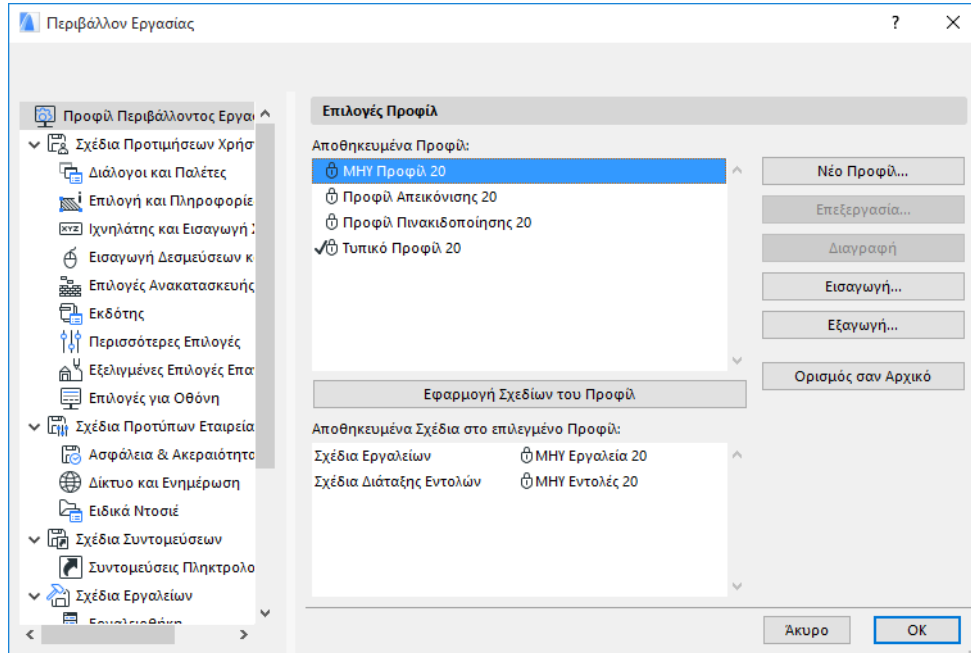 Περιβάλλον Εργασίας
?
Προφίλ Περιβάλλοντος Εργα
Σχέδια Προτιμήσεων Χρήσ
Διάλογοι και Παλέτες
Επιλογή και Πληροφορίε
XYZ Ιχνηλάτης και Εισαγωγή Σ
Εισαγωγή Δεσμεύσεων κ
Επιλογές Ανακατασκευής
Εκδότης
Περισσότερες Επιλογές
Εξελιγμένες Επιλογές Επα
Επιλογές για Οθόνη
Σχέδια Προτύπων Εταιρεία
Ασφάλεια & Ακεραιότητα
Δίκτυο και Ενημέρωση
Ειδικά Ντοσιέ
Σχέδια Συντομεύσεων
Συντομεύσεις Πληκτρολο
Σχέδια Εργαλείων
Εργαλειοθήκη
Επιλογές Προφίλ
Αποθηκευμένα Προφίλ:
ΜΗΥ Προφίλ 20
Προφίλ Απεικόνισης 20
Προφίλ Πινακιδοποίησης 20
Τυπικό Προφίλ 20
Νέο Προφίλ...
Επεξεργασία...
Διαγραφή
Εισαγωγή...
Εξαγωγή...
Ορισμός σαν Αρχικό
Εφαρμογή Σχεδίων του Προφίλ
Αποθηκευμένα Σχέδια στο επιλεγμένο Προφίλ:
Σχέδια Εργαλείων ΜΗΥ Εργαλεία 20
Σχέδια Διάταξης Εντολών ΜΗΥ Εντολές 20
Άκυρο
OK